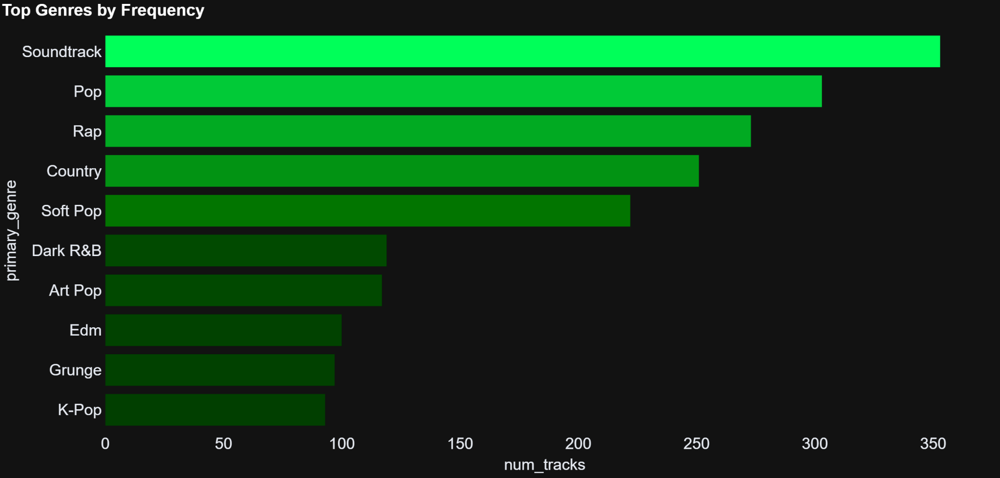 Top Genres by Frequency
Soundtrack
Pop
Rap
Country
Soft Pop
Dark R&B
Art Pop
Edm
Grunge
K-Pop
primary_genre
0 50 100 150 200 250 300 350
num_tracks